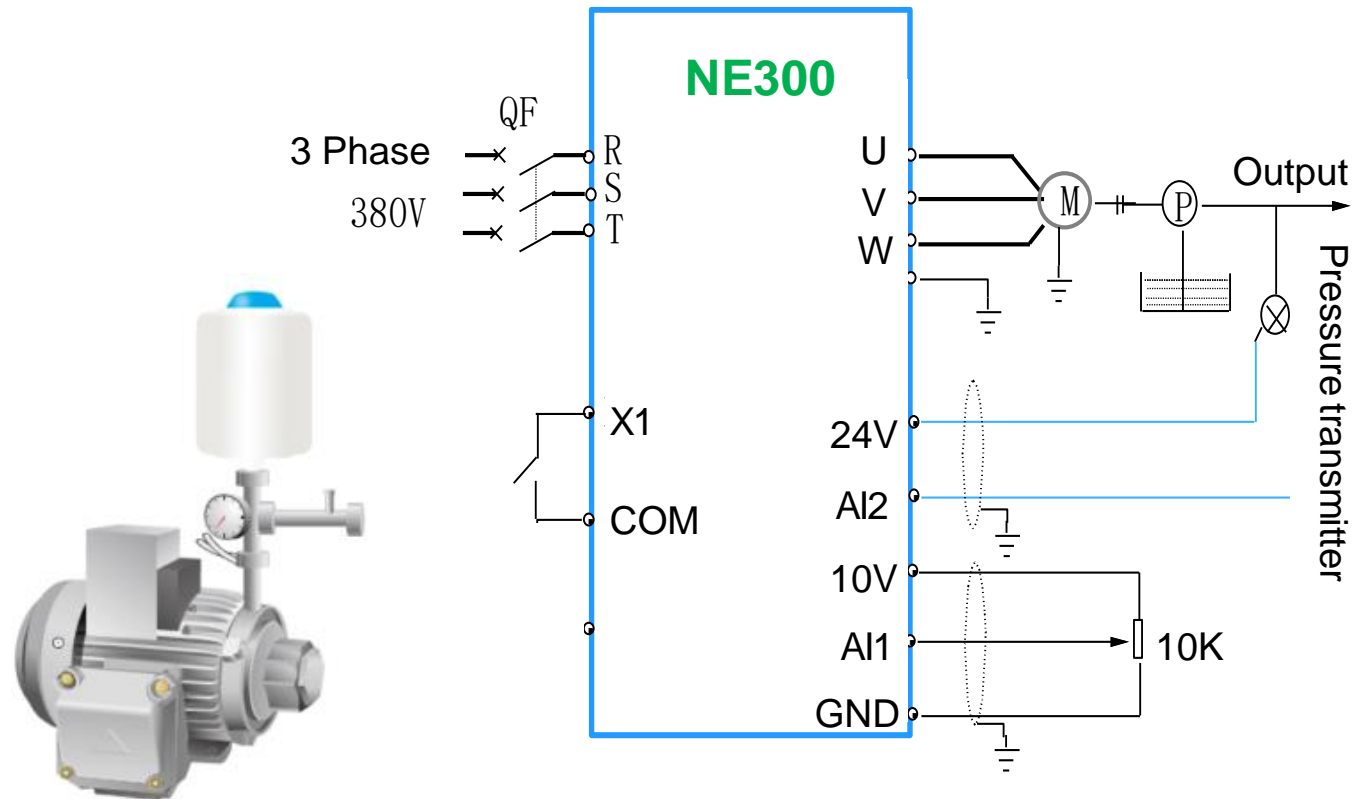 NE300
QF
3 Phase
380V
R
S
T
U
V
W
M
P
Output
Pressure transmitter
X1
COM
24V
AI2
10V
AI1
GND
10K